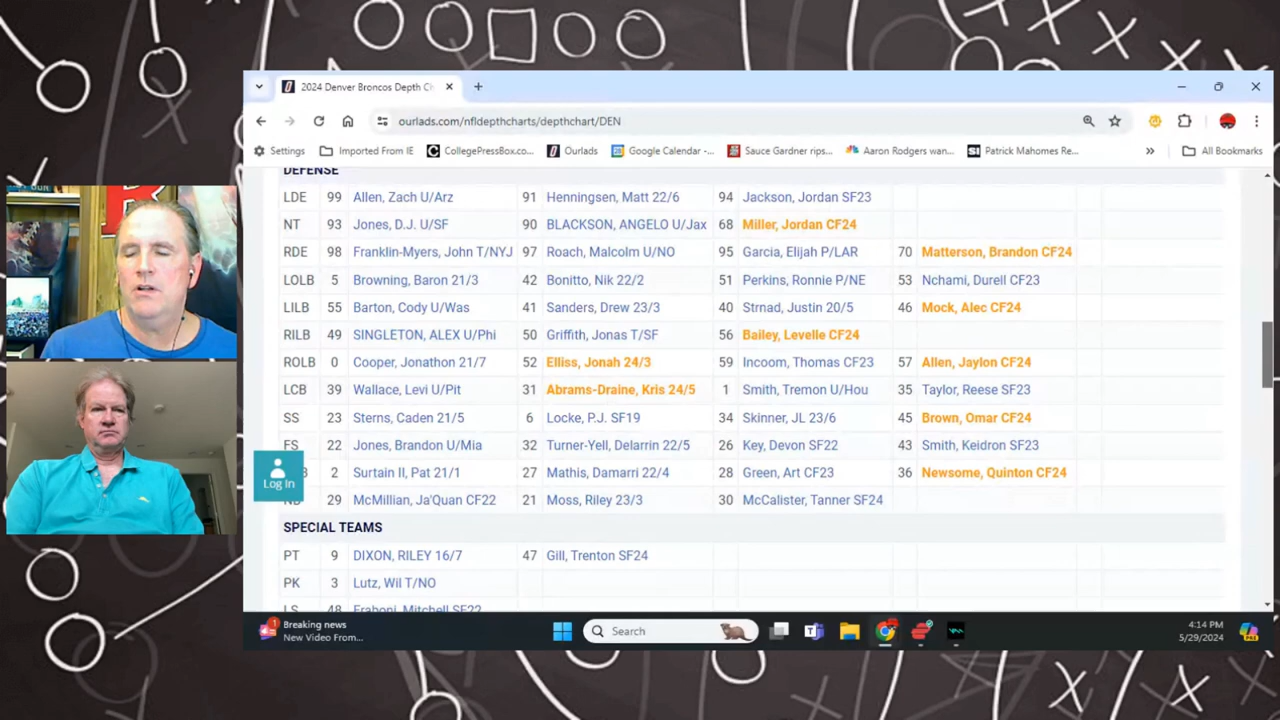 2024 Denver Broncos Depth Ch
ourlads.com/nfldepthcharts/depthchart/DEN
Settings Imported From IE CollegePressBox.co... Ourlads Google Calendar -... Sauce Gardner rips... Aaron Rodgers wan... Patrick Mahomes Re... » All Bookmarks
DEFENSE
LDE 99 Allen, Zach U/Arz 91 Henningsen, Matt 22/6 94 Jackson, Jordan SF23
NT 93 Jones, D.J. U/SF 90 BLACKSON, ANGELO U/Jax 68 Miller, Jordan CF24
RDE 98 Franklin-Myers, John T/NYJ 97 Roach, Malcolm U/NO 95 Garcia, Elijah P/LAR 70 Matterson, Brandon CF24
LOLB 5 Browning, Baron 21/3 42 Bonitto, Nik 22/2 51 Perkins, Ronnie P/NE 53 Nchami, Durell CF23
LILB 55 Barton, Cody U/Was 41 Sanders, Drew 23/3 40 Strnad, Justin 20/5 46 Mock, Alec CF24
RILB 49 SINGLETON, ALEX U/Phi 50 Griffith, Jonas T/SF 56 Bailey, Levelle CF24
ROLB 0 Cooper, Jonathon 21/7 52 Elliss, Jonah 24/3 59 Incoom, Thomas CF23 57 Allen, Jaylon CF24
LCB 39 Wallace, Levi U/Pit 31 Abrams-Draine, Kris 24/5 1 Smith, Tremon U/Hou 35 Taylor, Reese SF23
SS 23 Sterns, Caden 21/5 6 Locke, P.J. SF19 34 Skinner, JL 23/6 45 Brown, Omar CF24
FS 22 Jones, Brandon U/Mia 32 Turner-Yell, Delarrin 22/5 26 Key, Devon SF22 43 Smith, Keidron SF23
2 Surtain II, Pat 21/1 27 Mathis, Damarri 22/4 28 Green, Art CF23 36 Newsome, Quinton CF24
Log In
29 McMillian, Ja'Quan CF22 21 Moss, Riley 23/3 30 McCalister, Tanner SF24
SPECIAL TEAMS
PT 9 DIXON, RILEY 16/7 47 Gill, Trenton SF24
PK 3 Lutz, Wil T/NO
LS 48 Fraboni, Mitchell SF22
1 Breaking news
New Video From...
Search
4:14 PM
5/29/2024